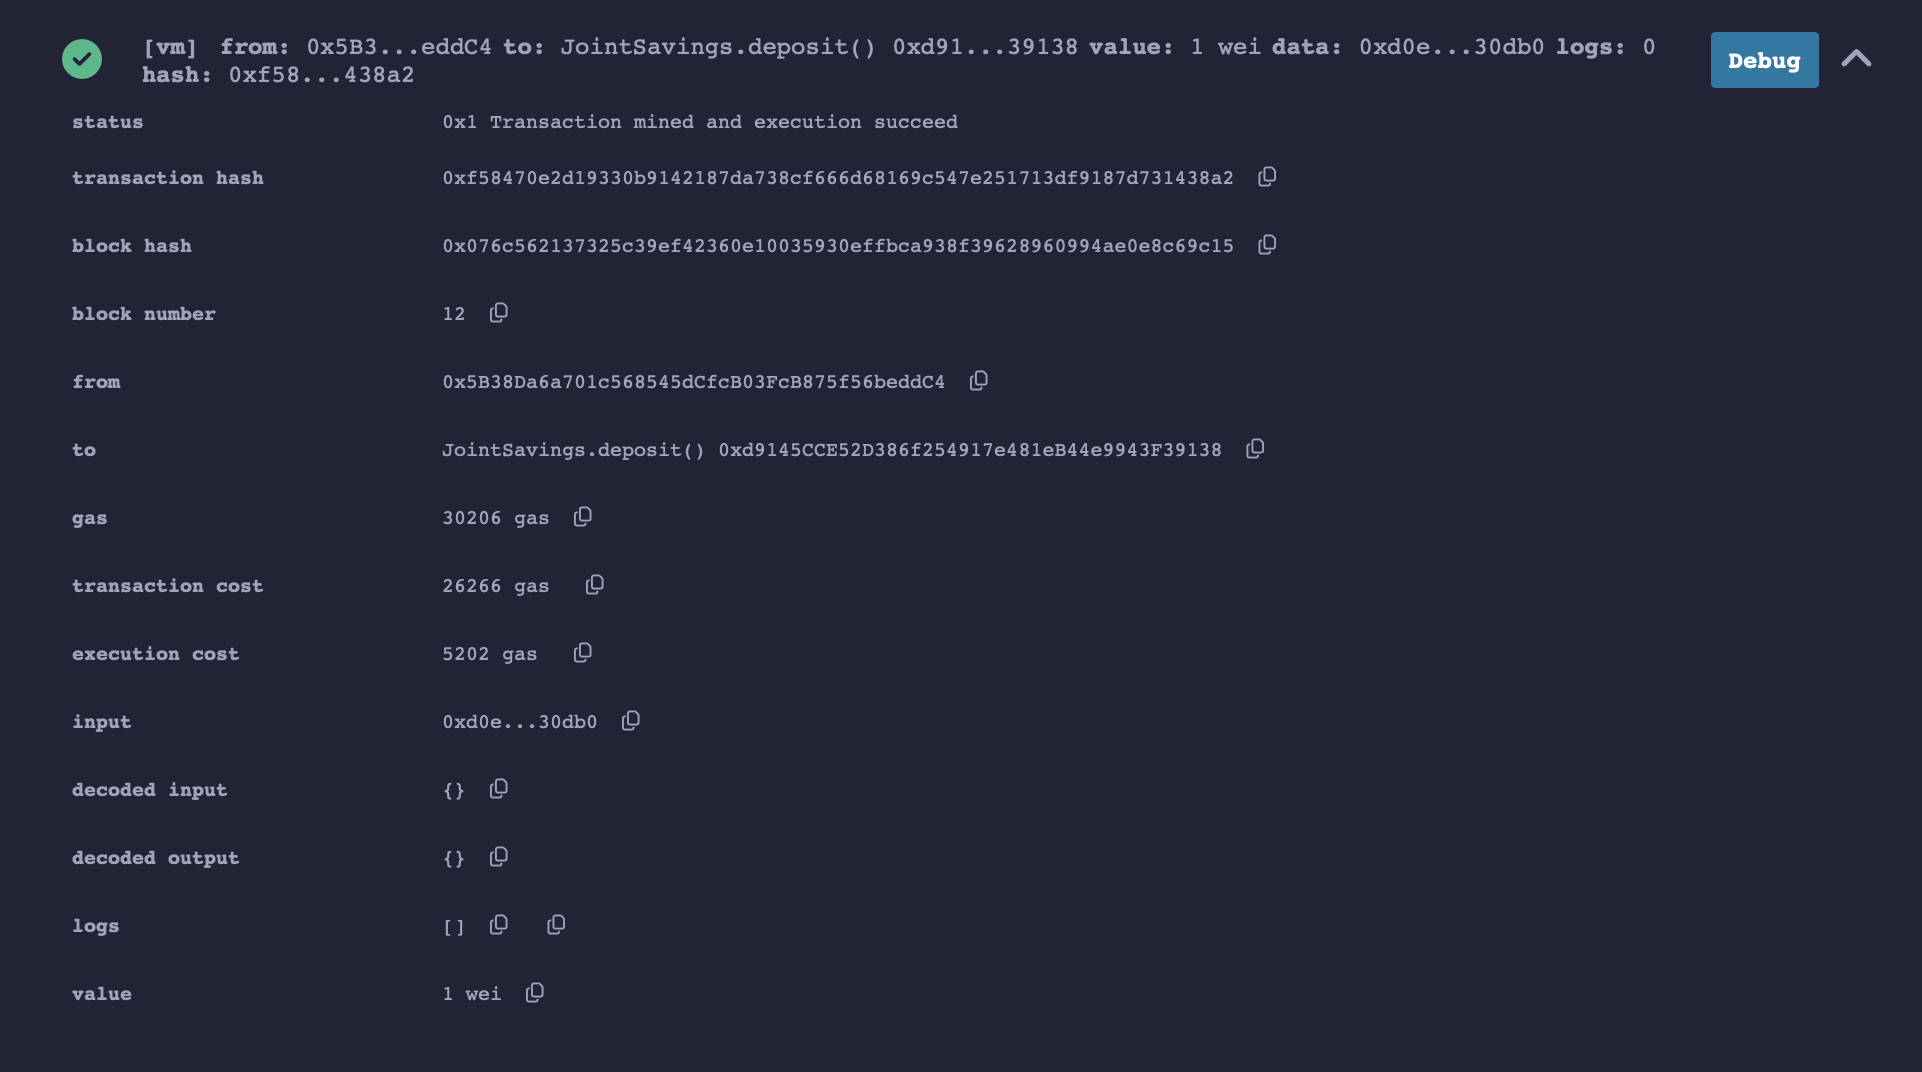 [vm] from: 0x5B3...eddC4 to: JointSavings.deposit() 0xd91...39138 value: 1 wei data: 0xd0e...30db0 logs: 0
hash: 0xf58...438a2
Debug
status 0x1 Transaction mined and execution succeed
transaction hash 0xf58470e2d19330b9142187da738cf666d68169c547e251713df9187d731438a2
block hash 0x076c562137325c39ef42360e10035930effbca938f39628960994ae0e8c69c15
block number 12
from 0x5B38Da6a701c568545dCfcB03FcB875f56beddC4
to JointSavings.deposit() 0xd9145CCE52D386f254917e481eB44e9943F39138
gas 30206 gas
transaction cost 26266 gas
execution cost 5202 gas
input 0xd0e...30db0
decoded input {}
decoded output {}
logs []
value 1 wei